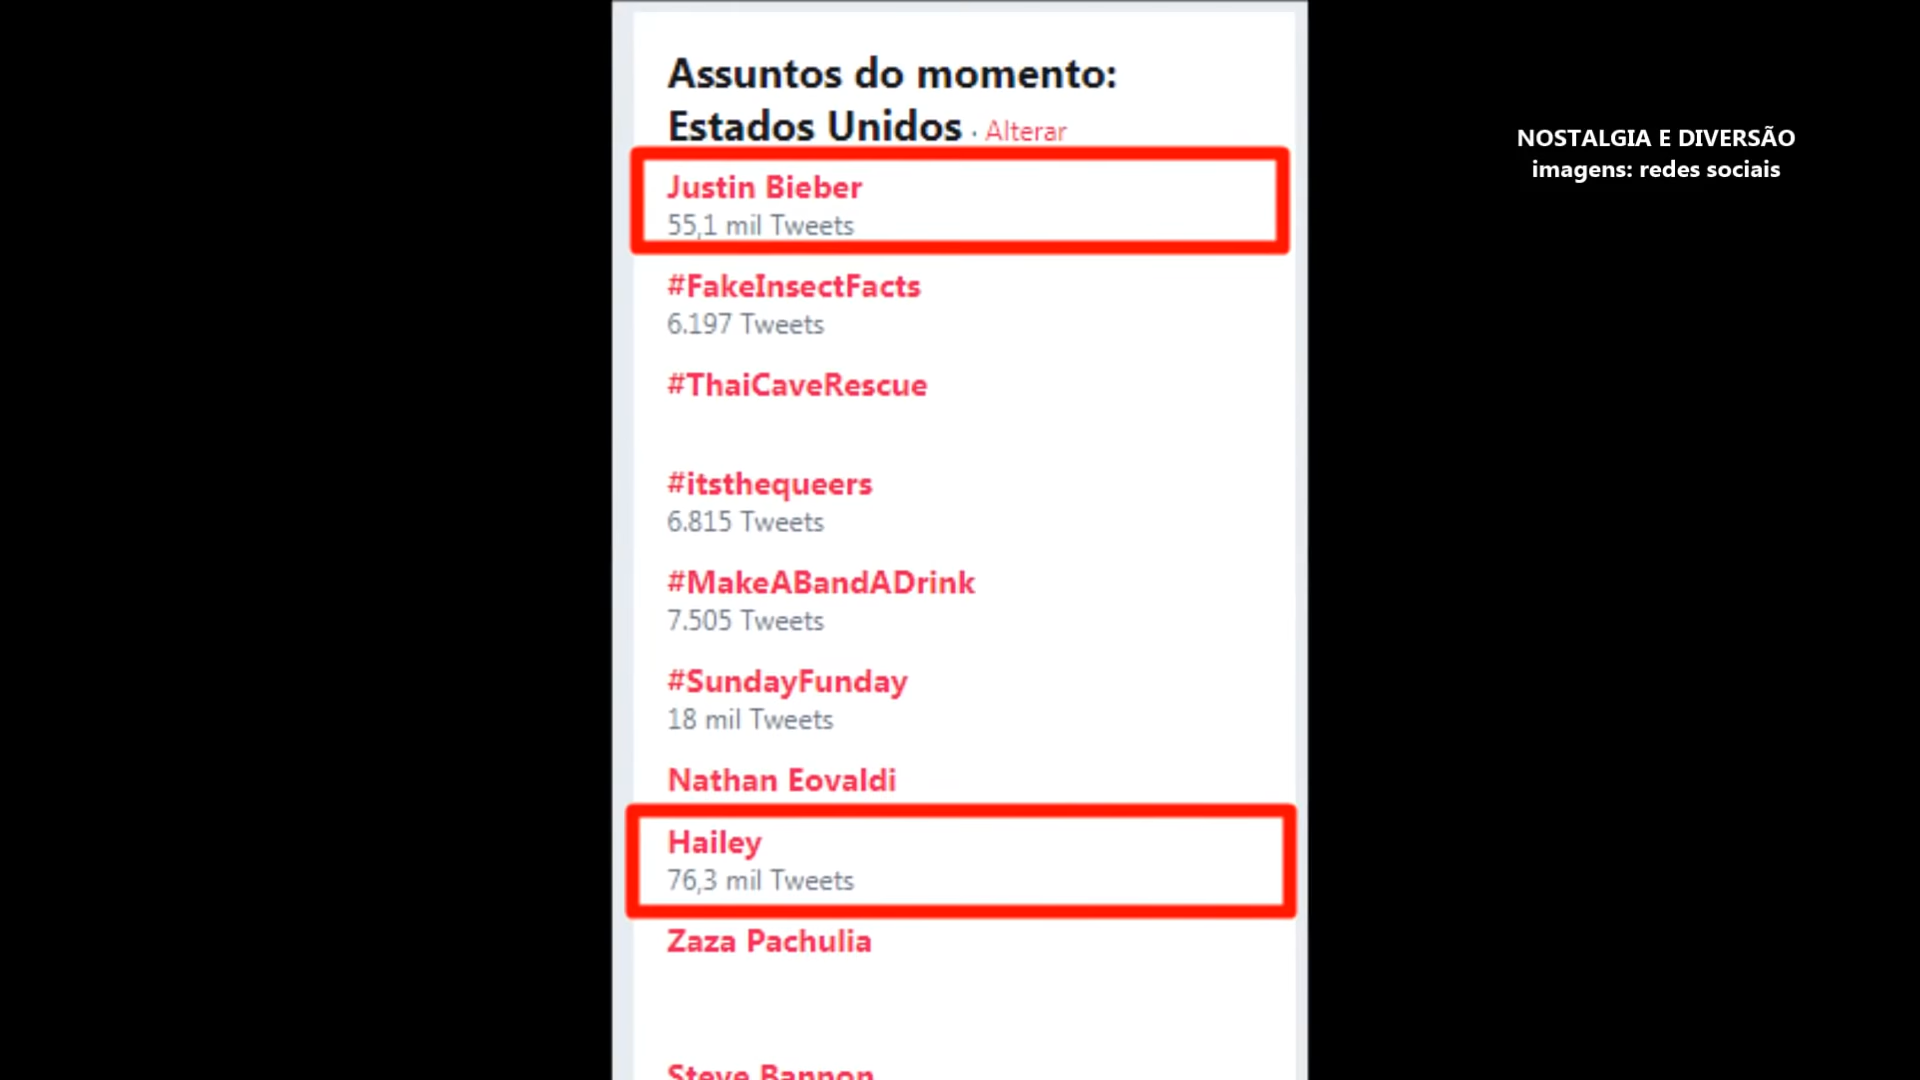 Assuntos do momento:
Estados Unidos · Alterar
Justin Bieber
55,1 mil Tweets
#FakeInsectFacts
6.197 Tweets
#ThaiCaveRescue
#itsthequeers
6.815 Tweets
#MakeABandADrink
7.505 Tweets
#SundayFunday
18 mil Tweets
Nathan Eovaldi
Hailey
76,3 mil Tweets
Zaza Pachulia
Steve Bannon
NOSTALGIA E DIVERSÃO
imagens: redes sociais